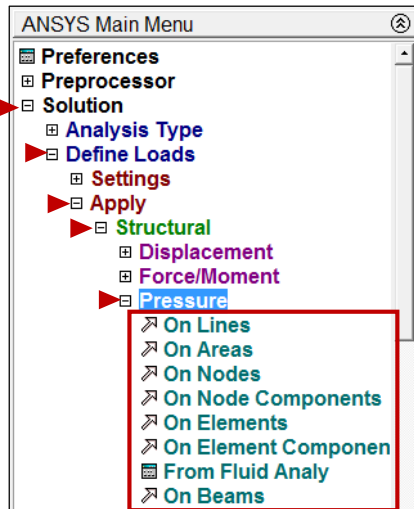 ANSYS Main Menu
Preferences
Preprocessor
Solution
Analysis Type
Define Loads
Settings
Apply
Structural
Displacement
Force/Moment
Pressure
On Lines
On Areas
On Nodes
On Node Components
On Elements
On Element Componen
From Fluid Analy
On Beams